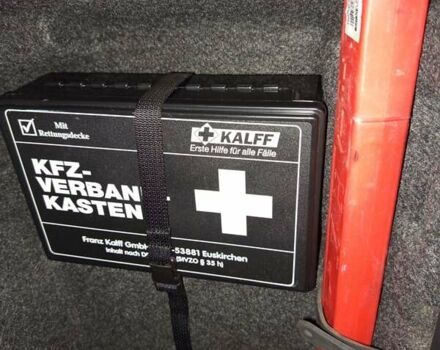 Mit
Rettungsdecke
KALFF
Erste Hilfe für alle Fälle
KFZ-
VERBAN
KASTEN
Franz Kalff Gmb -53881 Euskirchen
Inhalt nach D (StVZO § 35 h)